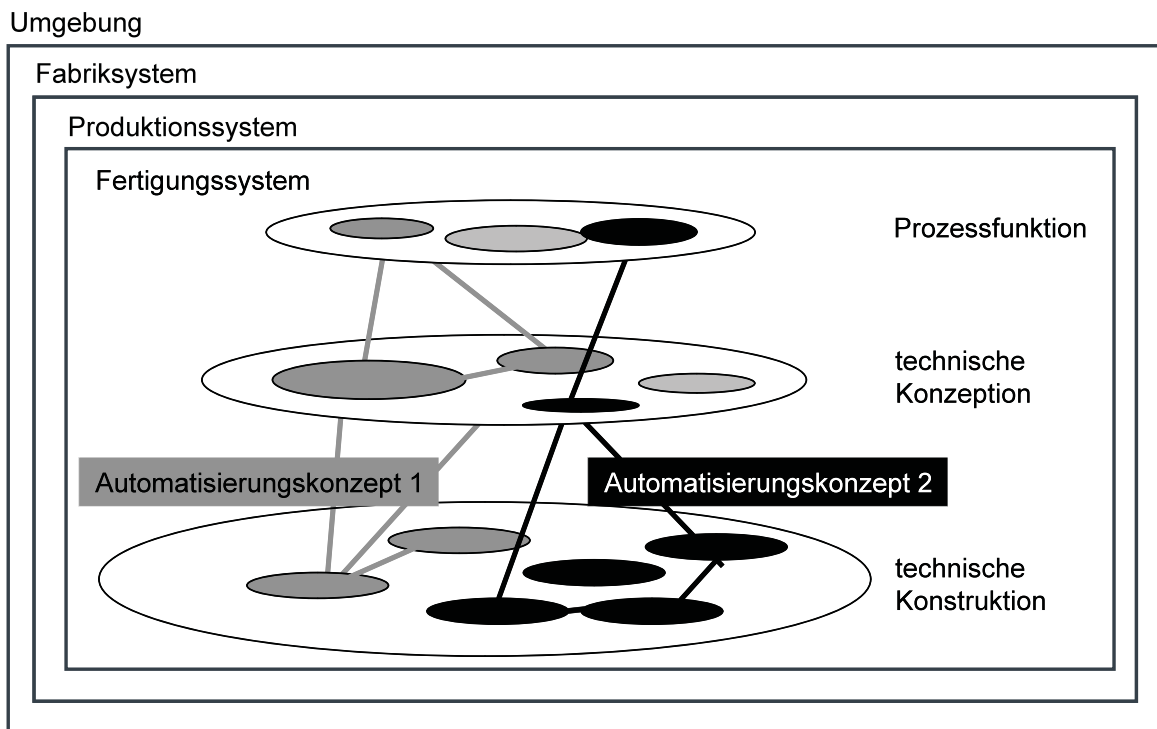 Umgebung
Fabriksystem
Produktionssystem
Fertigungssystem
Prozessfunktion
technische
Konzeption
Automatisierungskonzept 1
Automatisierungskonzept 2
technische
Konstruktion